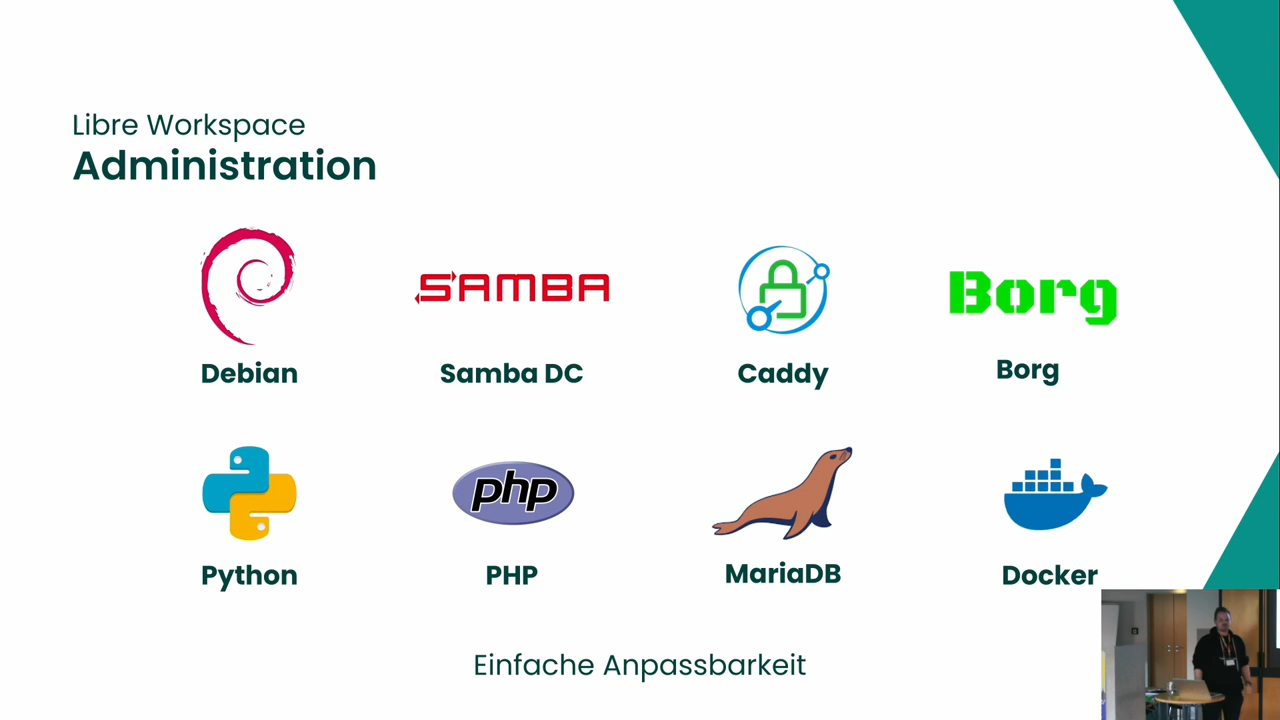 Libre Workspace
Administration
SAMBA
Borg
Debian
Samba DC
Caddy
Borg
php
Python
PHP
MariaDB
Docker
Einfache Anpassbarkeit